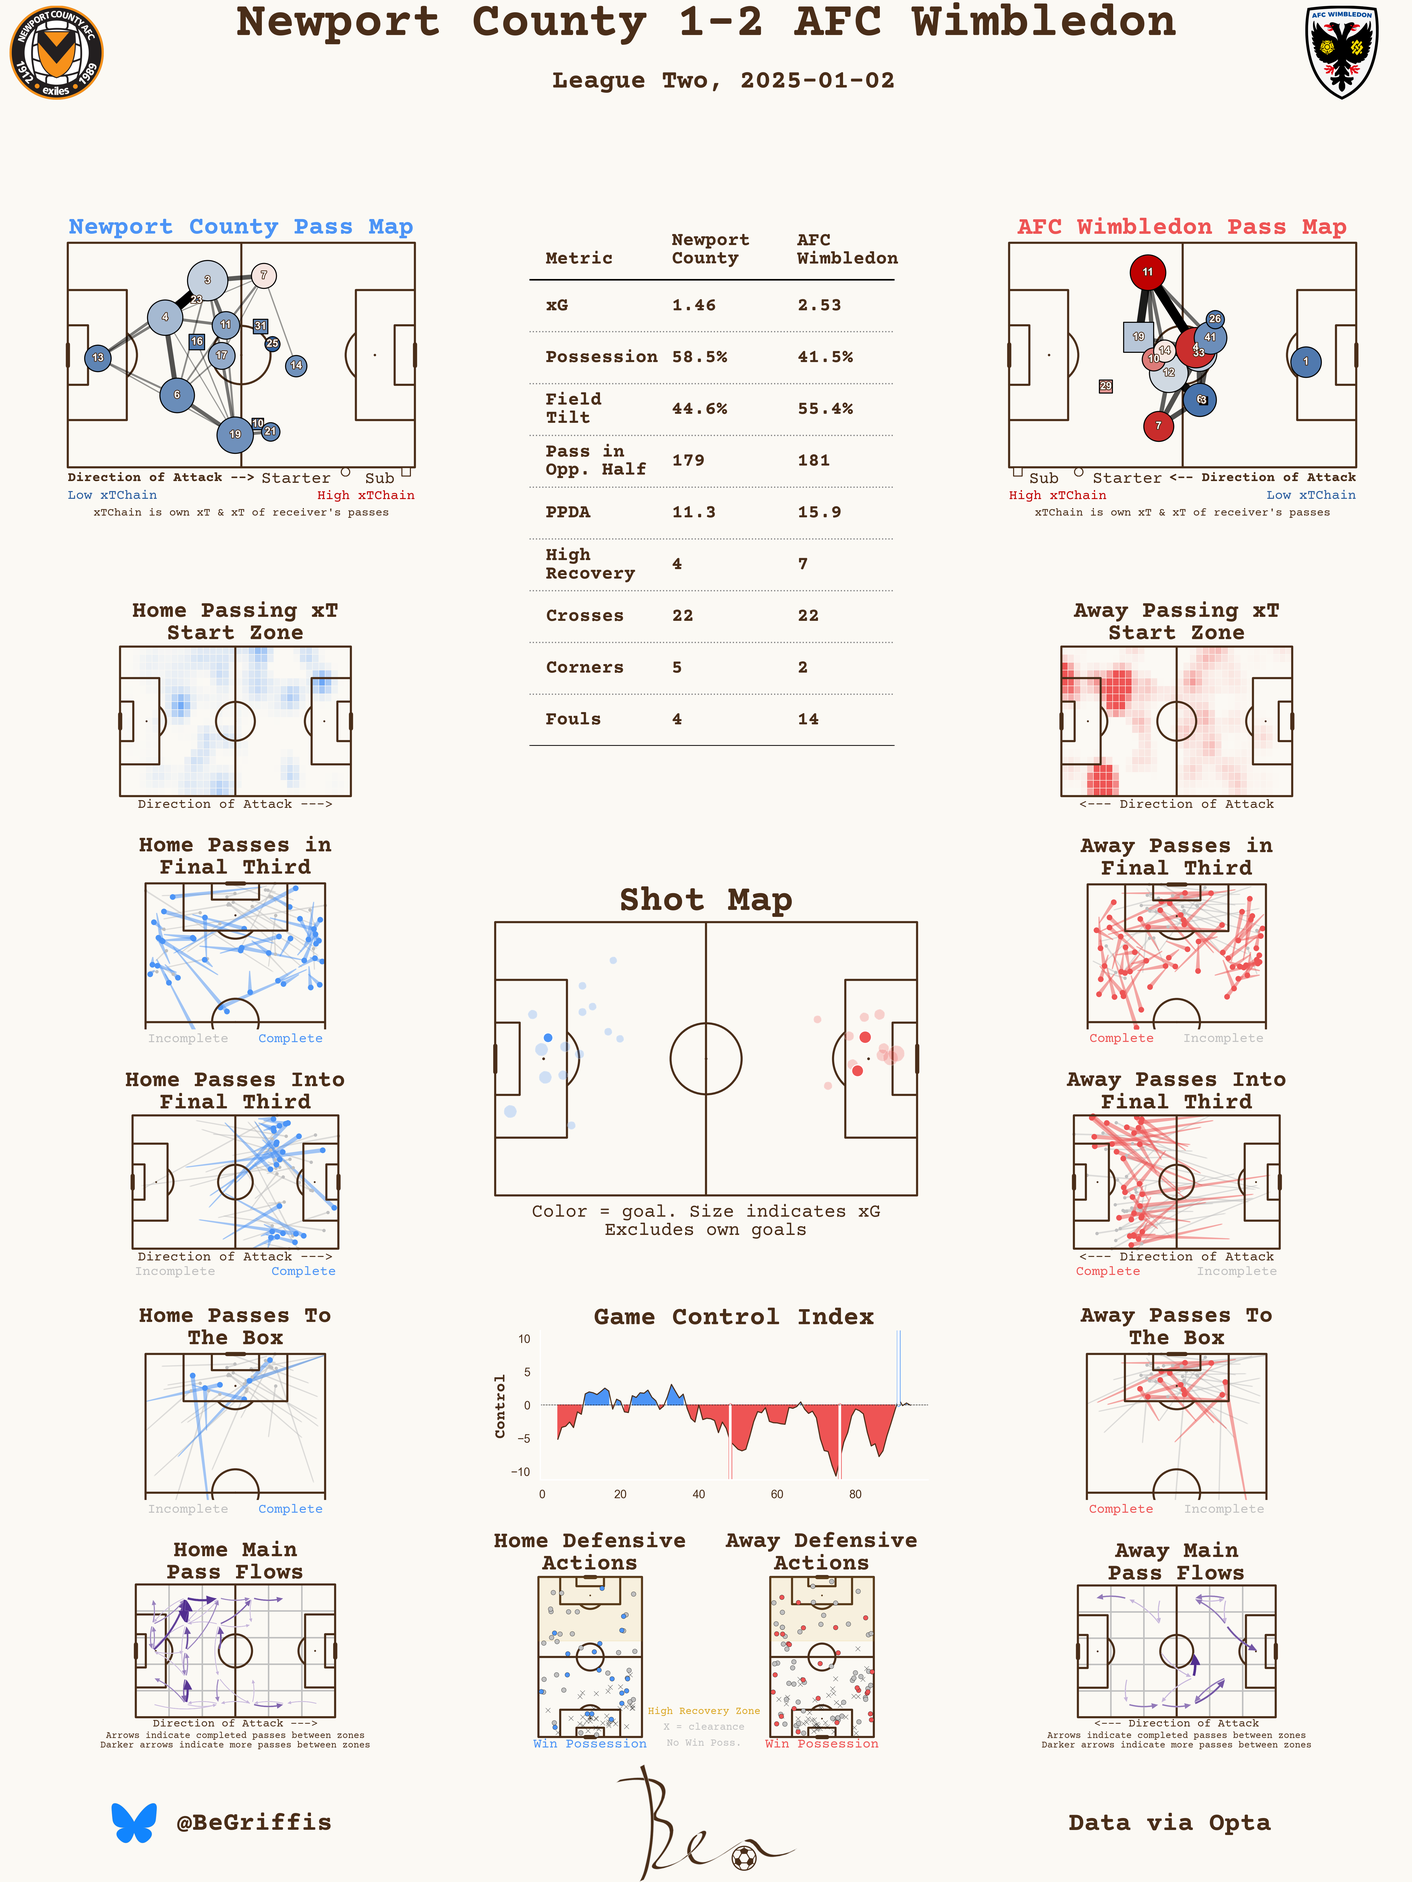 Newport County 1-2 AFC Wimbledon
League Two, 2025-01-02
NEWPORT COUNTY AFC
1912 exiles 1989
AFC WIMBLEDON
Newport County Pass Map
3
7
23
4
11
31
16
25
17
13
14
6
10
19
21
Direction of Attack --> Starter Sub
Low xTChain High xTChain
xTChain is own xT & xT of receiver's passes
Metric Newport County AFC Wimbledon
xG 1.46 2.53
Possession 58.5% 41.5%
Field Tilt 44.6% 55.4%
Pass in Opp. Half 179 181
PPDA 11.3 15.9
High Recovery 4 7
Crosses 22 22
Corners 5 2
Fouls 4 14
AFC Wimbledon Pass Map
11
26
19
41
4
14
33
10
12
1
29
6
3
7
Sub Starter <-- Direction of Attack
High xTChain Low xTChain
xTChain is own xT & xT of receiver's passes
Home Passing xT
Start Zone
Direction of Attack --->
Away Passing xT
Start Zone
<--- Direction of Attack
Home Passes in
Final Third
Incomplete Complete
Away Passes in
Final Third
Complete Incomplete
Shot Map
Color = goal. Size indicates xG
Excludes own goals
Home Passes Into
Final Third
Direction of Attack --->
Incomplete Complete
Away Passes Into
Final Third
<--- Direction of Attack
Complete Incomplete
Home Passes To
The Box
Incomplete Complete
Game Control Index
Control
10
5
0
−5
−10
0 20 40 60 80
Away Passes To
The Box
Complete Incomplete
Home Main
Pass Flows
Direction of Attack --->
Arrows indicate completed passes between zones
Darker arrows indicate more passes between zones
Home Defensive
Actions
Win Possession
Away Defensive
Actions
Win Possession
High Recovery Zone
X = clearance
No Win Poss.
Away Main
Pass Flows
<--- Direction of Attack
Arrows indicate completed passes between zones
Darker arrows indicate more passes between zones
@BeGriffis
Ben
Data via Opta